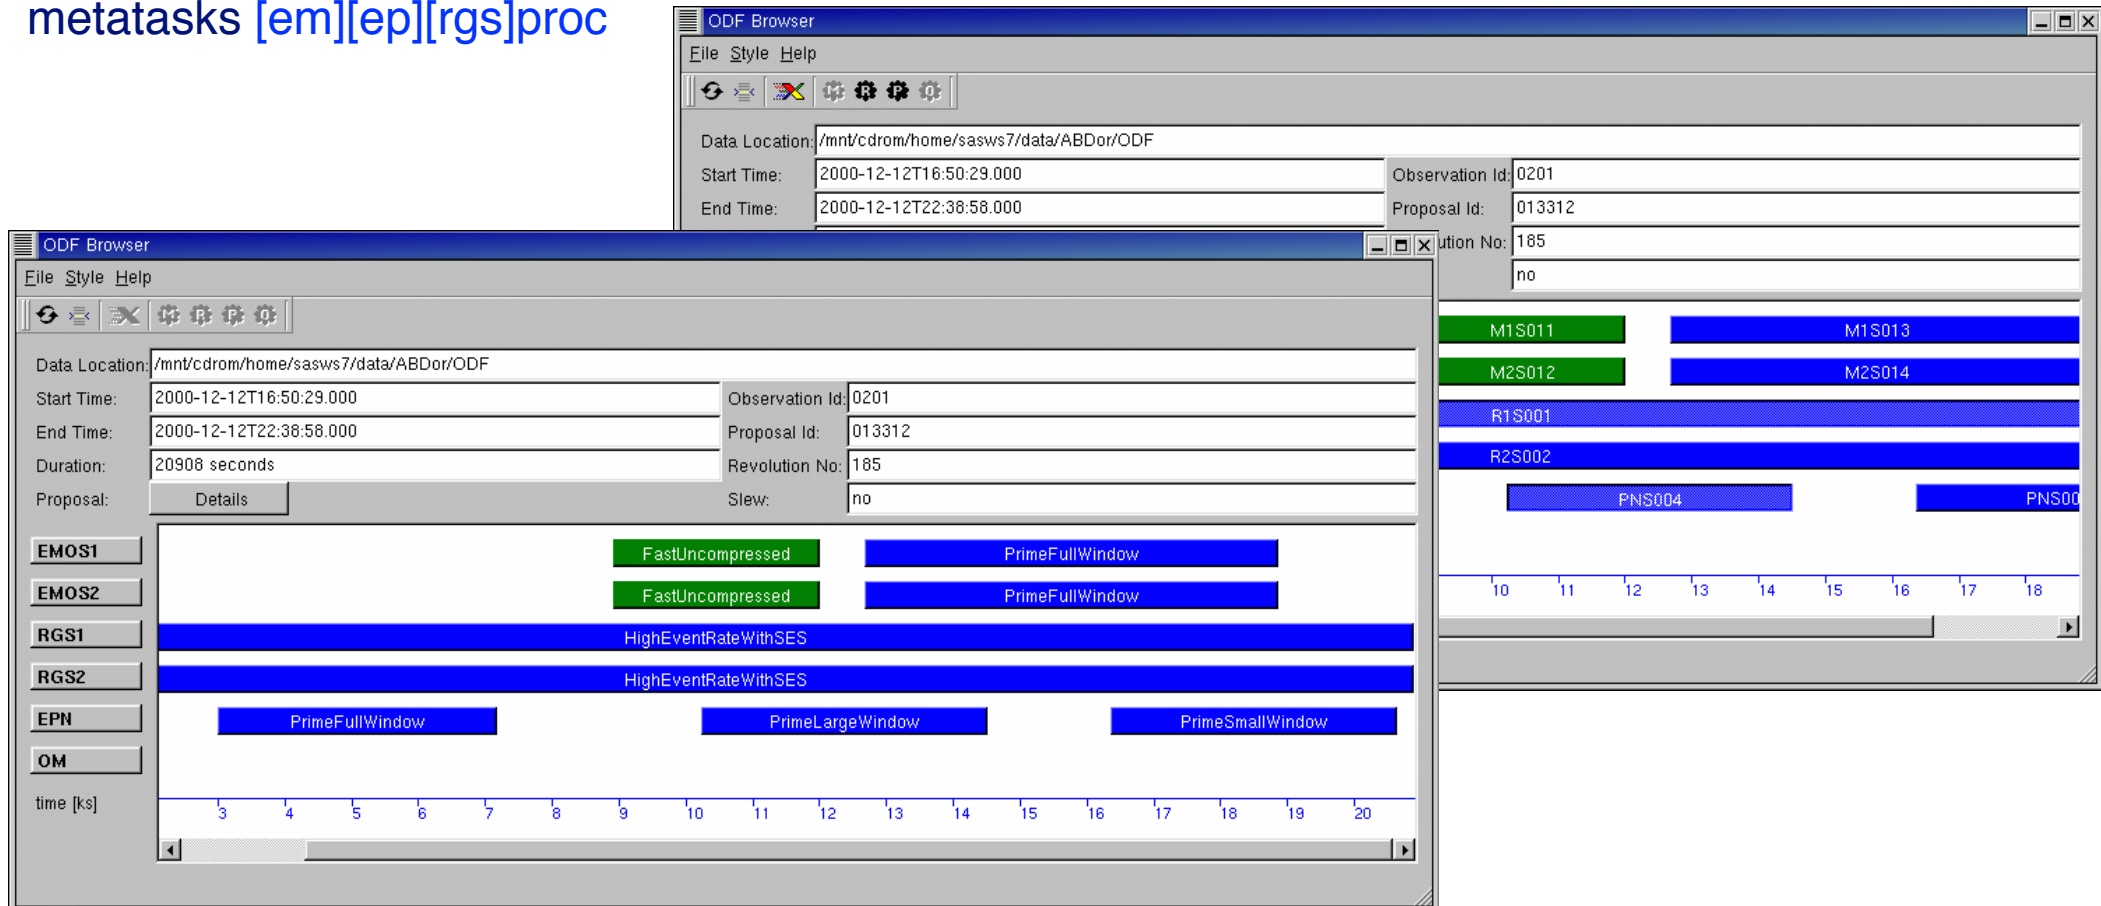 metatasks [em][ep][rgs]proc
ODF Browser
File Style Help
M R P O
Data Location: /mnt/cdrom/home/sasws7/data/ABDor/ODF
Start Time: 2000-12-12T16:50:29.000 Observation Id: 0201
End Time: 2000-12-12T22:38:58.000 Proposal Id: 013312
ution No: 185
no
M1S011 M1S013
M2S012 M2S014
R1S001
R2S002
PNS004 PNS00
10 11 12 13 14 15 16 17 18
ODF Browser
File Style Help
M R P O
Data Location: /mnt/cdrom/home/sasws7/data/ABDor/ODF
Start Time: 2000-12-12T16:50:29.000 Observation Id: 0201
End Time: 2000-12-12T22:38:58.000 Proposal Id: 013312
Duration: 20908 seconds Revolution No: 185
Proposal: Details Slew: no
EMOS1 FastUncompressed PrimeFullWindow
EMOS2 FastUncompressed PrimeFullWindow
RGS1 HighEventRateWithSES
RGS2 HighEventRateWithSES
EPN PrimeFullWindow PrimeLargeWindow PrimeSmallWindow
OM
time [ks] 3 4 5 6 7 8 9 10 11 12 13 14 15 16 17 18 19 20